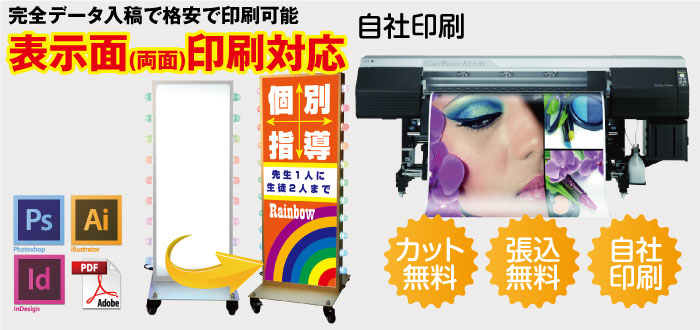 完全データ入稿で格安で印刷可能
表示面(両面)印刷対応
自社印刷
個別
指導
先生1人に
生徒2人まで
Rainbow
Ps
Photoshop
Ai
Illustrator
Id
InDesign
PDF
Adobe
カット
無料
張込
無料
自社
印刷